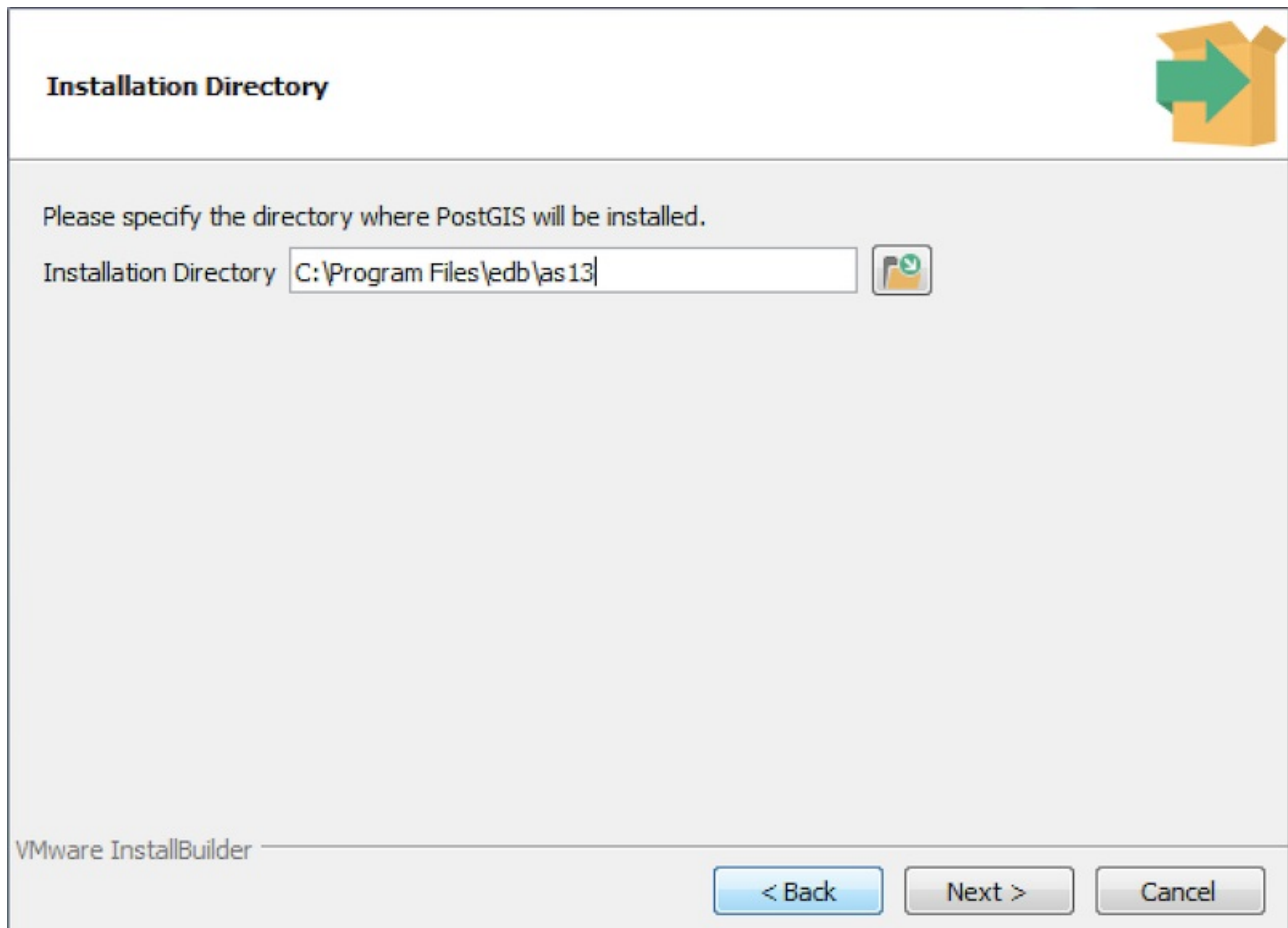 Installation Directory
Please specify the directory where PostGIS will be installed.
Installation Directory C:\Program Files\edb\as13
VMware InstallBuilder
< Back Next > Cancel